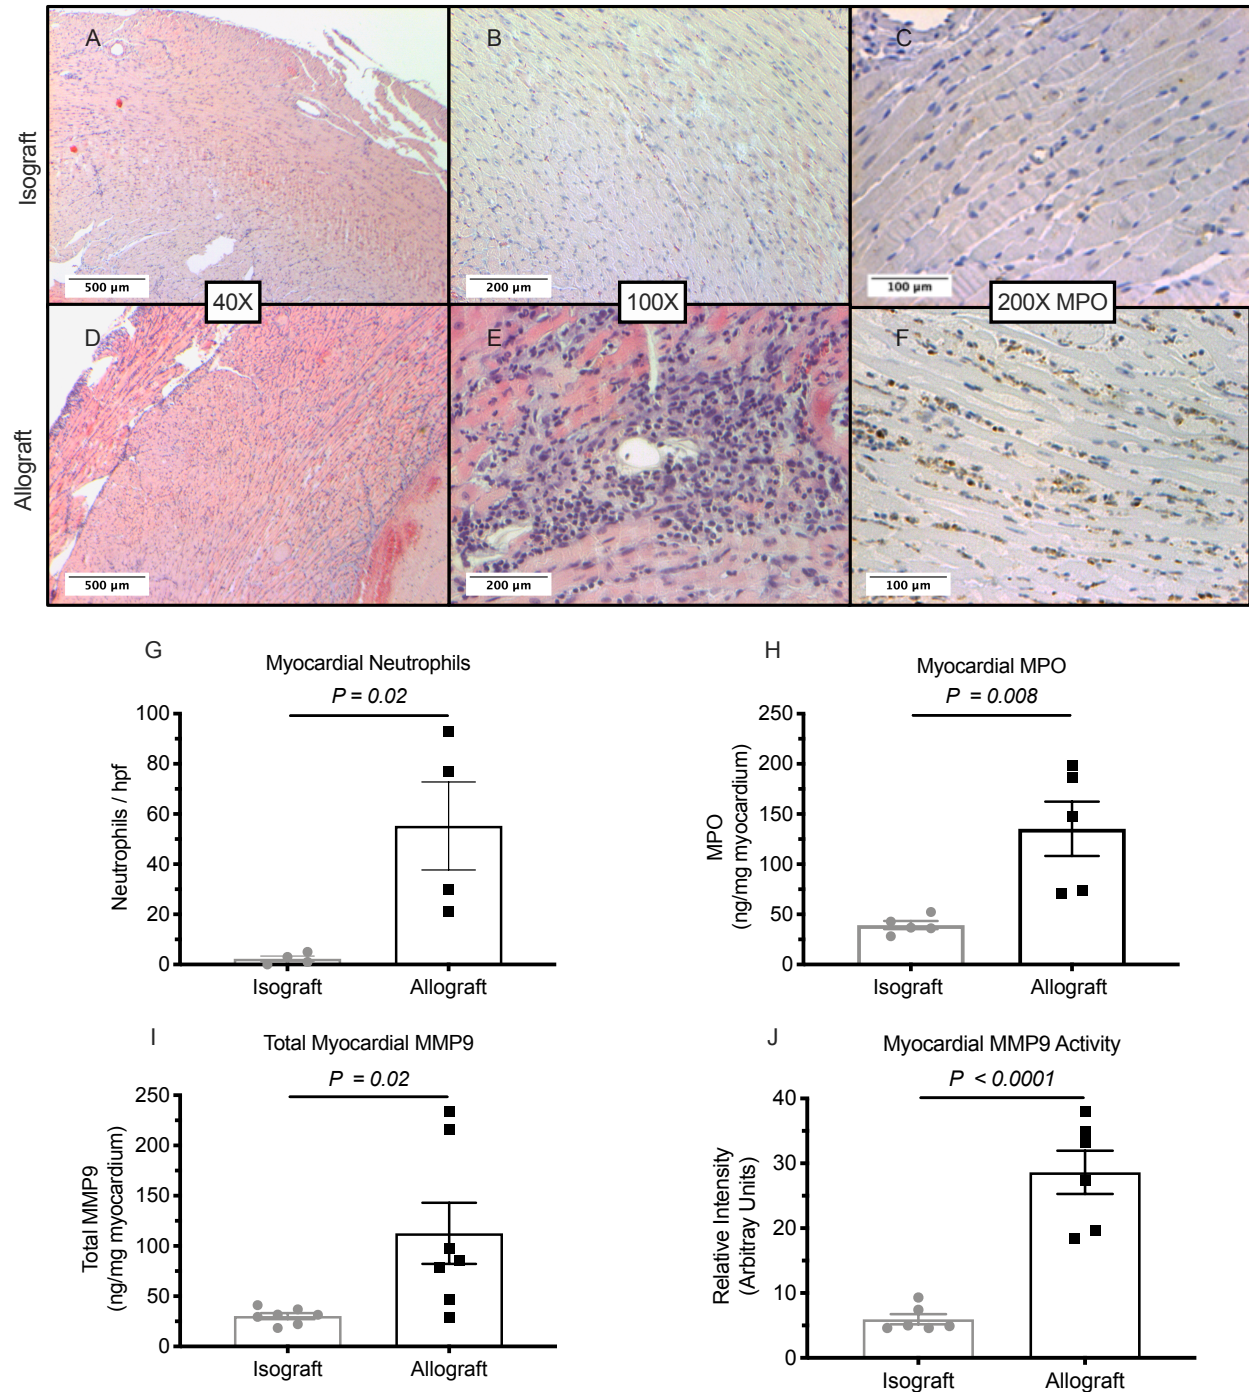 A
B
C
Isograft
500 µm
200 µm
100 µm
40X
100X
200X MPO
D
E
F
Allograft
500 µm
200 µm
100 µm
G
Myocardial Neutrophils
P = 0.02
Neutrophils / hpf
100
80
60
40
20
0
Isograft
Allograft
H
Myocardial MPO
P = 0.008
MPO
(ng/mg myocardium)
250
200
150
100
50
0
Isograft
Allograft
I
Total Myocardial MMP9
P = 0.02
Total MMP9
(ng/mg myocardium)
250
200
150
100
50
0
Isograft
Allograft
J
Myocardial MMP9 Activity
P < 0.0001
Relative Intensity
(Arbitray Units)
40
30
20
10
0
Isograft
Allograft